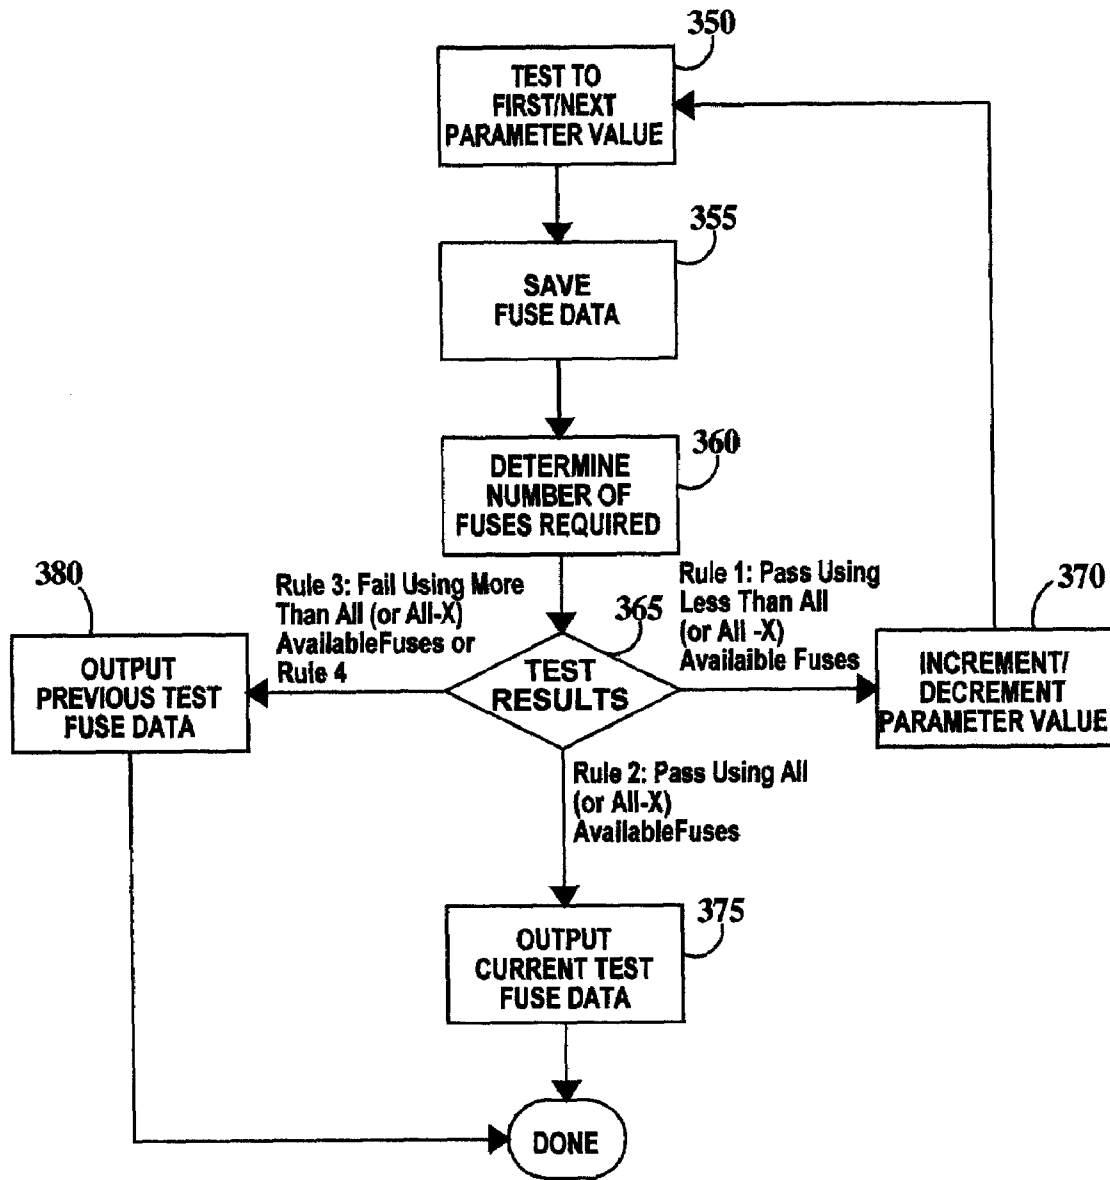 350
TEST TO
FIRST/NEXT
PARAMETER VALUE
355
SAVE
FUSE DATA
360
DETERMINE
NUMBER OF
FUSES REQUIRED
380
Rule 3: Fail Using More
Than All (or All-X)
AvailableFuses or
Rule 4
365
Rule 1: Pass Using
Less Than All
(or All -X)
Availaible Fuses
370
OUTPUT
PREVIOUS TEST
FUSE DATA
TEST
RESULTS
INCREMENT/
DECREMENT
PARAMETER VALUE
Rule 2: Pass Using All
(or All-X)
AvailableFuses
375
OUTPUT
CURRENT TEST
FUSE DATA
DONE